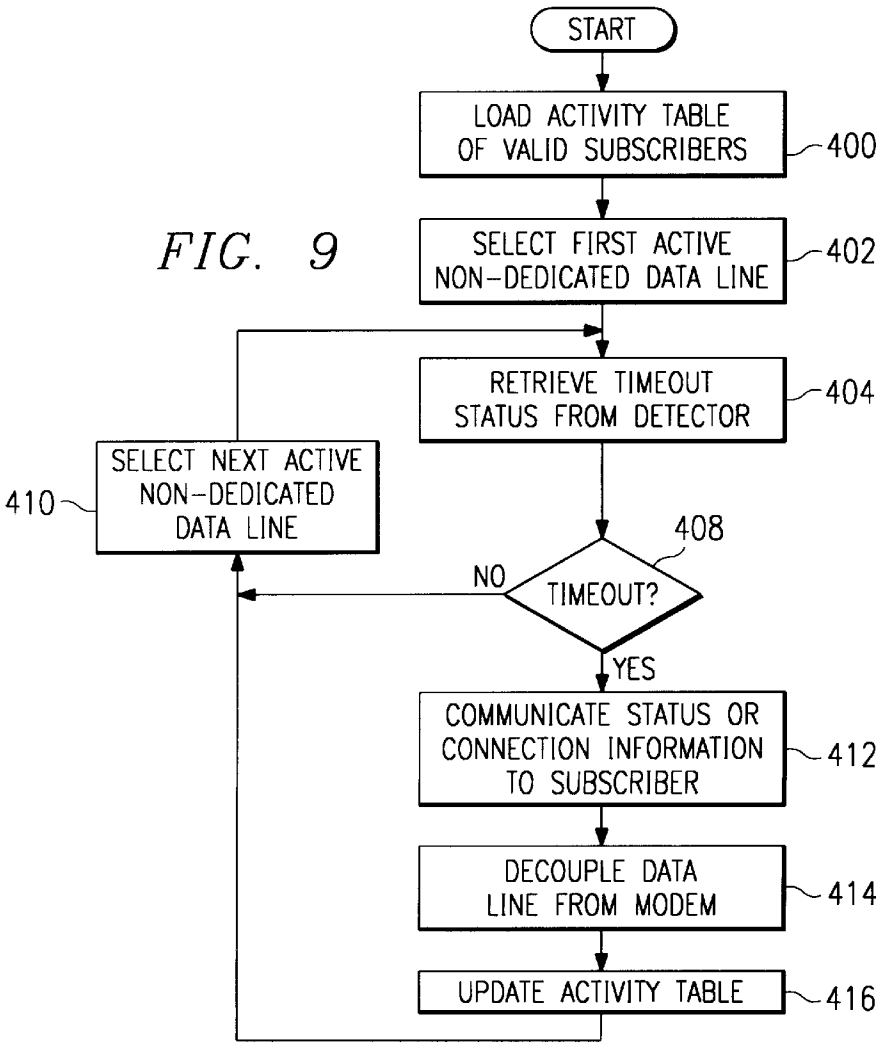 START
LOAD ACTIVITY TABLE
OF VALID SUBSCRIBERS
400
FIG. 9
SELECT FIRST ACTIVE
NON-DEDICATED DATA LINE
402
RETRIEVE TIMEOUT
STATUS FROM DETECTOR
404
SELECT NEXT ACTIVE
NON-DEDICATED
DATA LINE
410
408
TIMEOUT?
NO
YES
COMMUNICATE STATUS OR
CONNECTION INFORMATION
TO SUBSCRIBER
412
DECOUPLE DATA
LINE FROM MODEM
414
UPDATE ACTIVITY TABLE
416